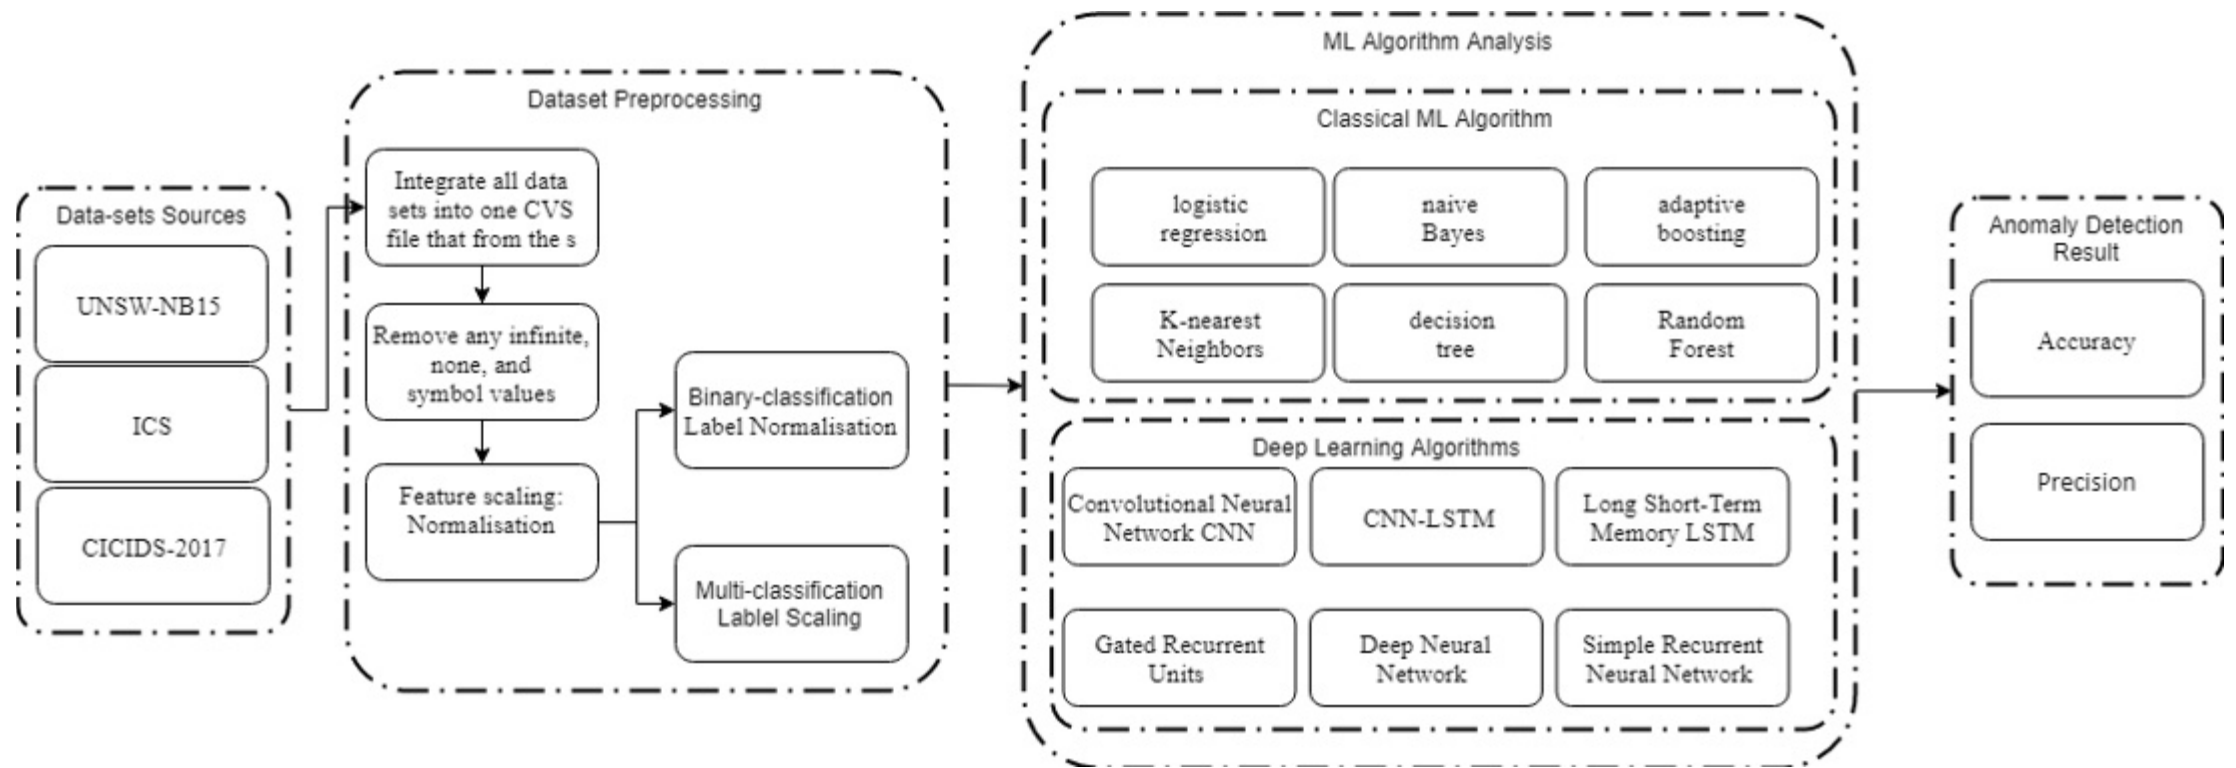 Data-sets Sources
UNSW-NB15
ICS
CICIDS-2017
Dataset Preprocessing
Integrate all data
sets into one CVS
file that from the s
Remove any infinite,
none, and
symbol values
Feature scaling:
Normalisation
Binary-classification
Label Normalisation
Multi-classification
Lablel Scaling
ML Algorithm Analysis
Classical ML Algorithm
logistic
regression
naive
Bayes
adaptive
boosting
K-nearest
Neighbors
decision
tree
Random
Forest
Deep Learning Algorithms
Convolutional Neural
Network CNN
CNN-LSTM
Long Short-Term
Memory LSTM
Gated Recurrent
Units
Deep Neural
Network
Simple Recurrent
Neural Network
Anomaly Detection
Result
Accuracy
Precision